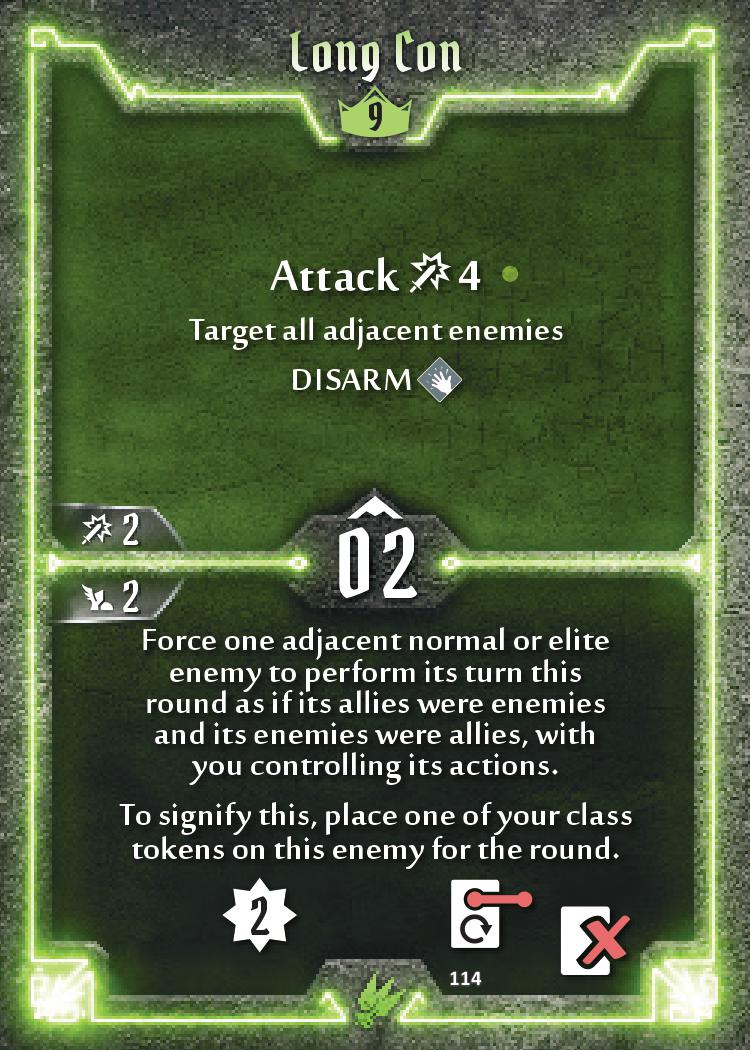 Long Con
9
Attack 4
Target all adjacent enemies
DISARM
2
02
2
Force one adjacent normal or elite
enemy to perform its turn this
round as if its allies were enemies
and its enemies were allies, with
you controlling its actions.
To signify this, place one of your class
tokens on this enemy for the round.
2
114